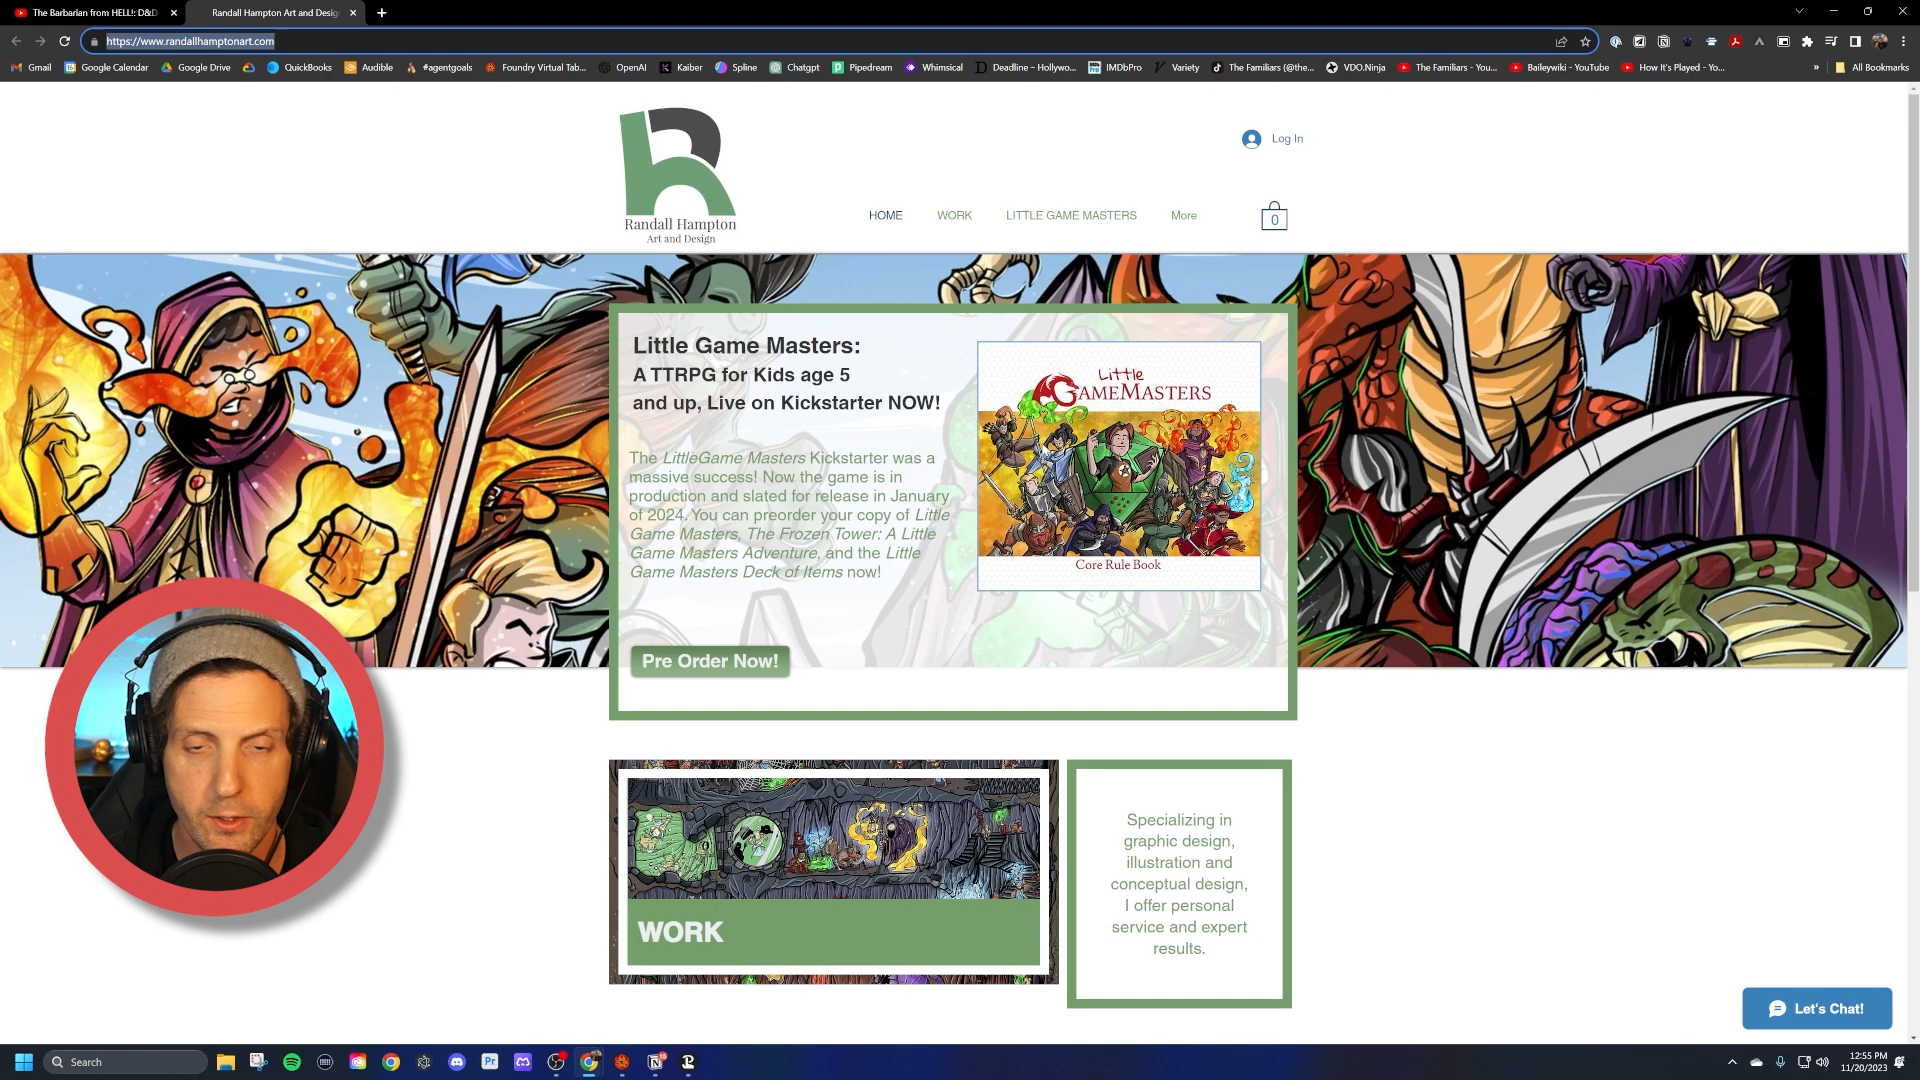 The Barbarian from HELL!: D&D
Randall Hampton Art and Desig
https://www.randallhamptonart.com
Gmail
Google Calendar
Google Drive
QuickBooks
Audible
#agentgoals
Foundry Virtual Tab...
OpenAI
Kaiber
Spline
Chatgpt
Pipedream
Whimsical
Deadline – Hollywo...
IMDbPro
Variety
The Familiars (@the...
VDO.Ninja
The Familiars - You...
Baileywiki - YouTube
How It's Played - Yo...
»
All Bookmarks
Randall Hampton
Art and Design
Log In
HOME
WORK
LITTLE GAME MASTERS
More
0
Little Game Masters:
A TTRPG for Kids age 5
and up, Live on Kickstarter NOW!
The LittleGame Masters Kickstarter was a
massive success! Now the game is in
production and slated for release in January
of 2024. You can preorder your copy of Little
Game Masters, The Frozen Tower: A Little
Game Masters Adventure, and the Little
Game Masters Deck of Items now!
Little
GAMEMASTERS
Core Rule Book
Pre Order Now!
WORK
Specializing in
graphic design,
illustration and
conceptual design,
I offer personal
service and expert
results.
Let's Chat!
Search
Pr
12:55 PM
11/20/2023